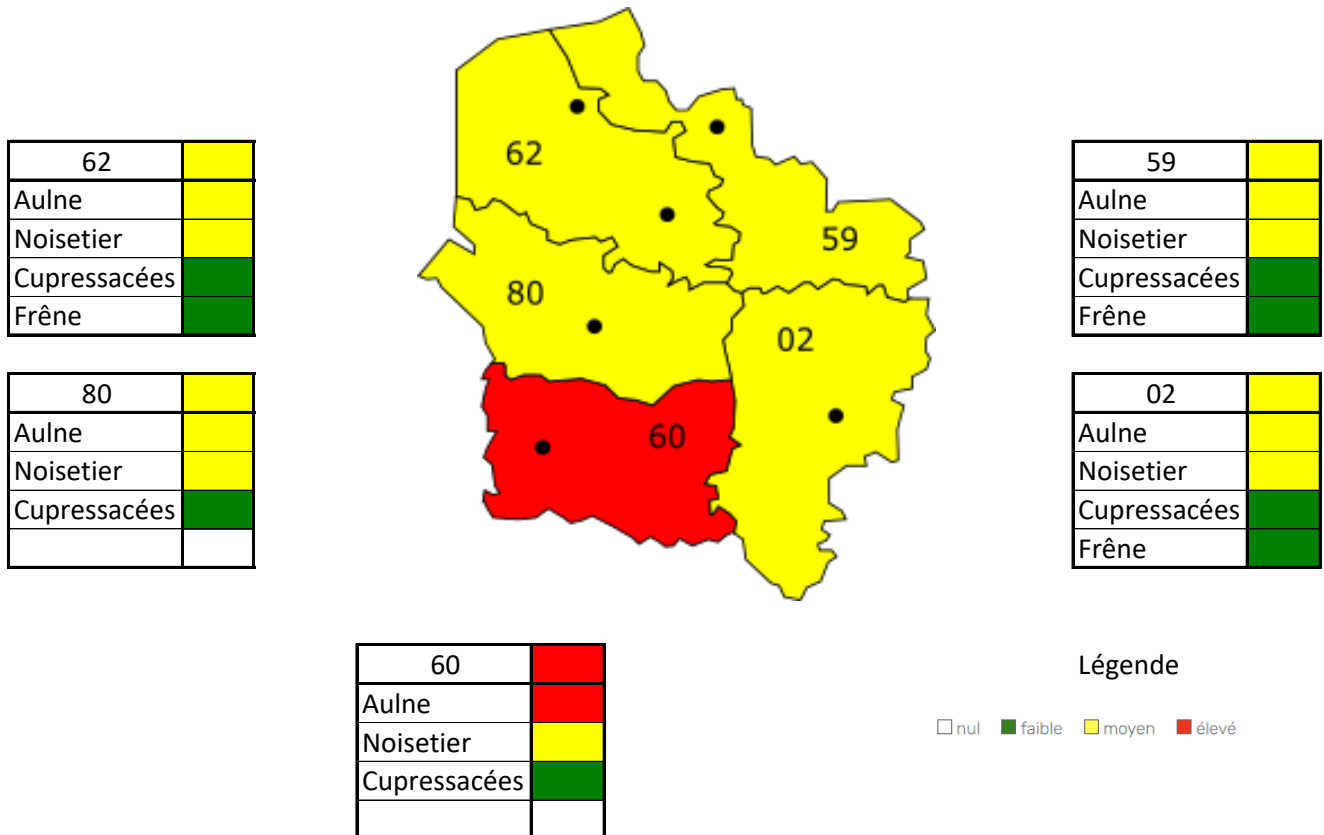 62
Aulne
Noisetier
Cupressacées
Frêne
80
Aulne
Noisetier
Cupressacées
62
59
80
02
60
59
Aulne
Noisetier
Cupressacées
Frêne
02
Aulne
Noisetier
Cupressacées
Frêne
60
Aulne
Noisetier
Cupressacées
Légende
nul faible moyen élevé